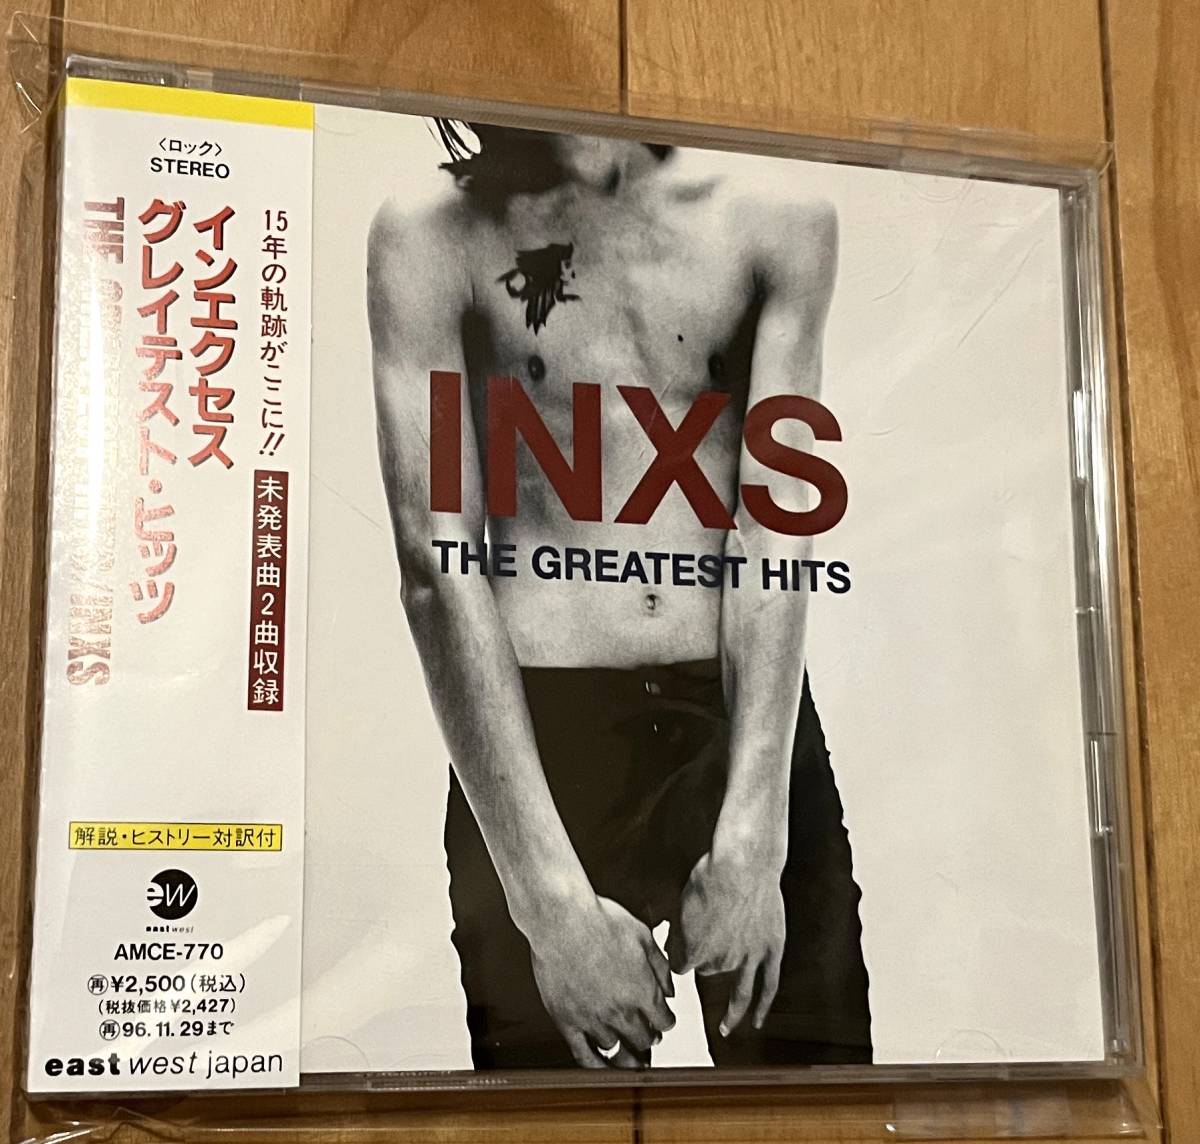 〈ロック〉
STEREO
15年の軌跡がここに!!
未発表曲2曲収録
インエクセス
グレイテスト・ヒッツ
THE GREATEST HITS/INXS
解説・ヒストリー対訳付
ew
east west
AMCE-770
再¥2,500(税込)
(税抜価格¥2,427)
再96.11.29まで
east west japan
INXS
THE GREATEST HITS